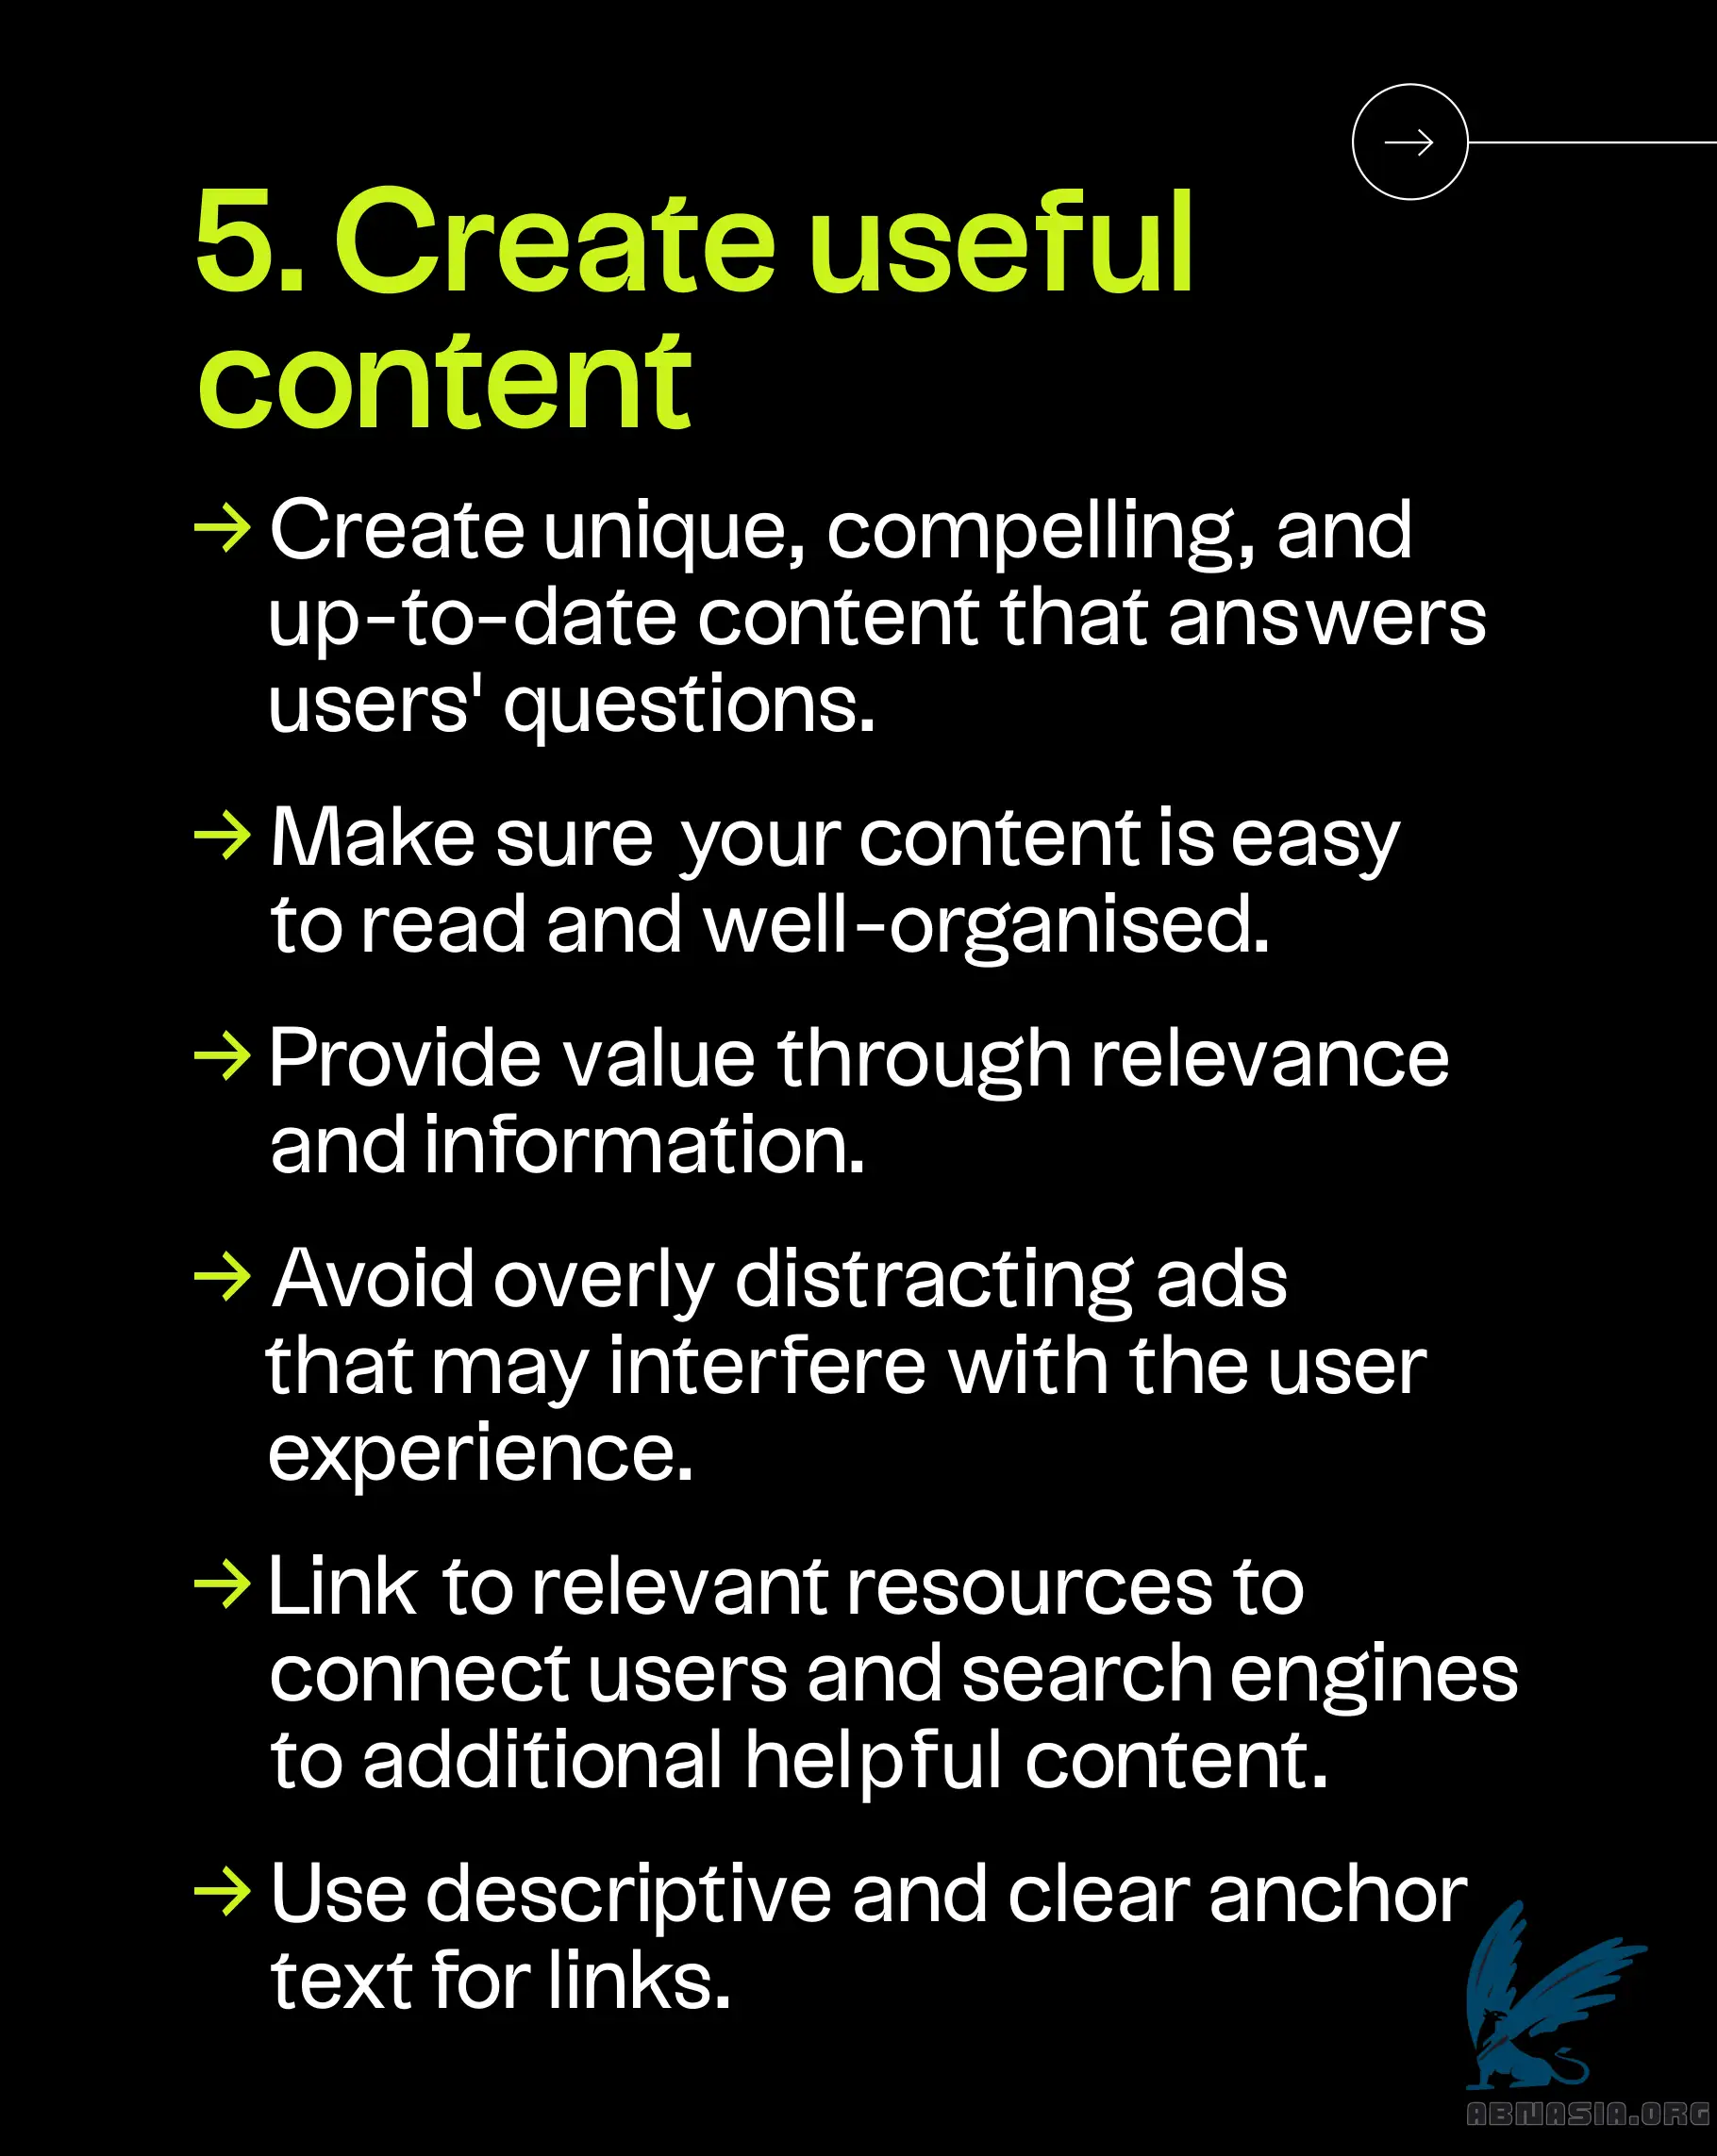 5. Create useful
content
→ Create unique, compelling, and
up-to-date content that answers
users' questions.
→ Make sure your content is easy
to read and well-organised.
→ Provide value through relevance
and information.
→ Avoid overly distracting ads
that may interfere with the user
experience.
→ Link to relevant resources to
connect users and search engines
to additional helpful content.
→ Use descriptive and clear anchor
text for links.
ABNASIA.ORG